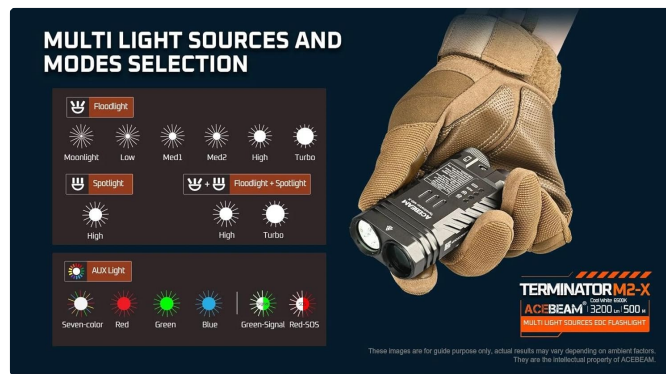 MULTI LIGHT SOURCES AND
MODES SELECTION
Floodlight
Moonlight Low Med1 Med2 High Turbo
Spotlight
High
+ Floodlight + Spotlight
High Turbo
AUX Light
Seven-color Red Green Blue Green-Signal Red-SOS
ACEBEAM
TERMINATOR M2-X
Cool White 6500K
ACEBEAM® 3200 Lm 500 M
MULTI LIGHT SOURCES EDC FLASHLIGHT
These images are for guide purpose only, actual results may vary depending on ambient factors.
They are the intellectual property of ACEBEAM.